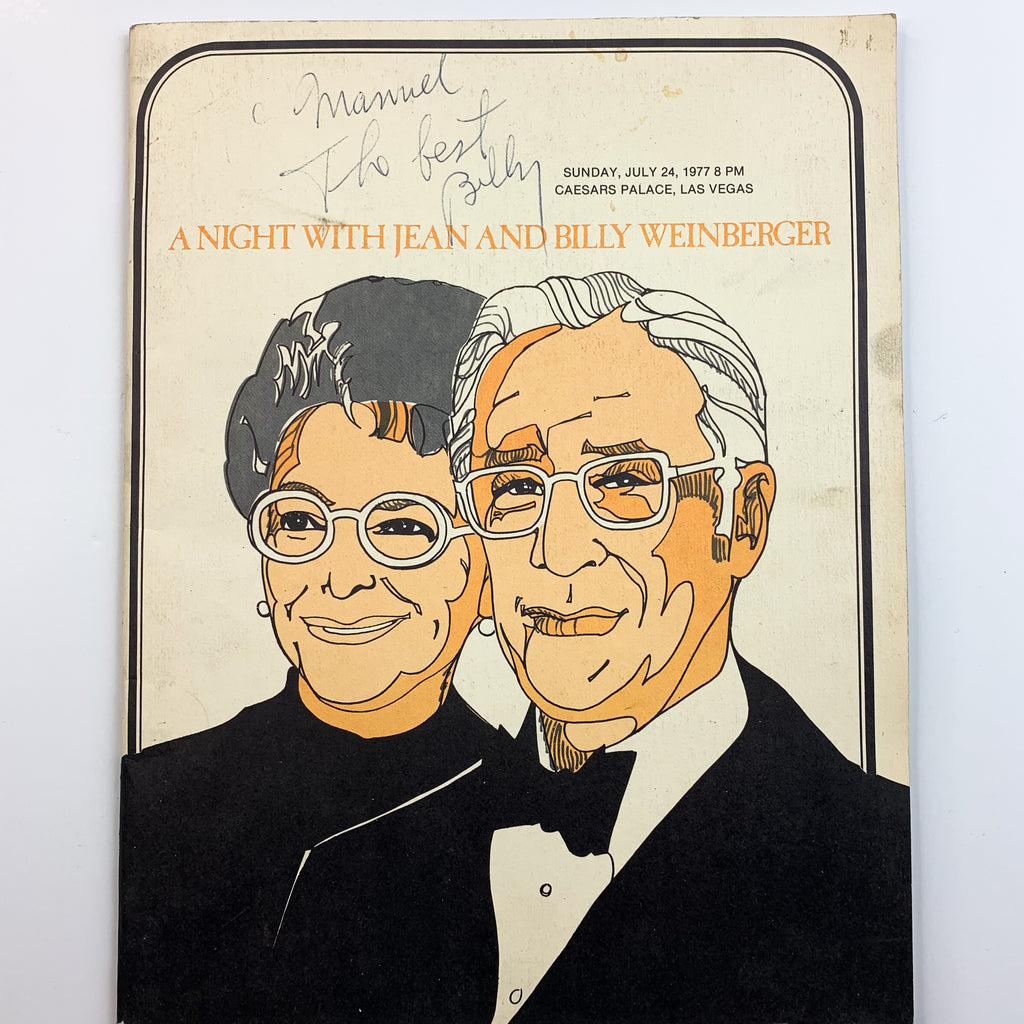 Manuel
The best
Billy
SUNDAY, JULY 24, 1977 8 PM
CAESARS PALACE, LAS VEGAS
A NIGHT WITH JEAN AND BILLY WEINBERGER